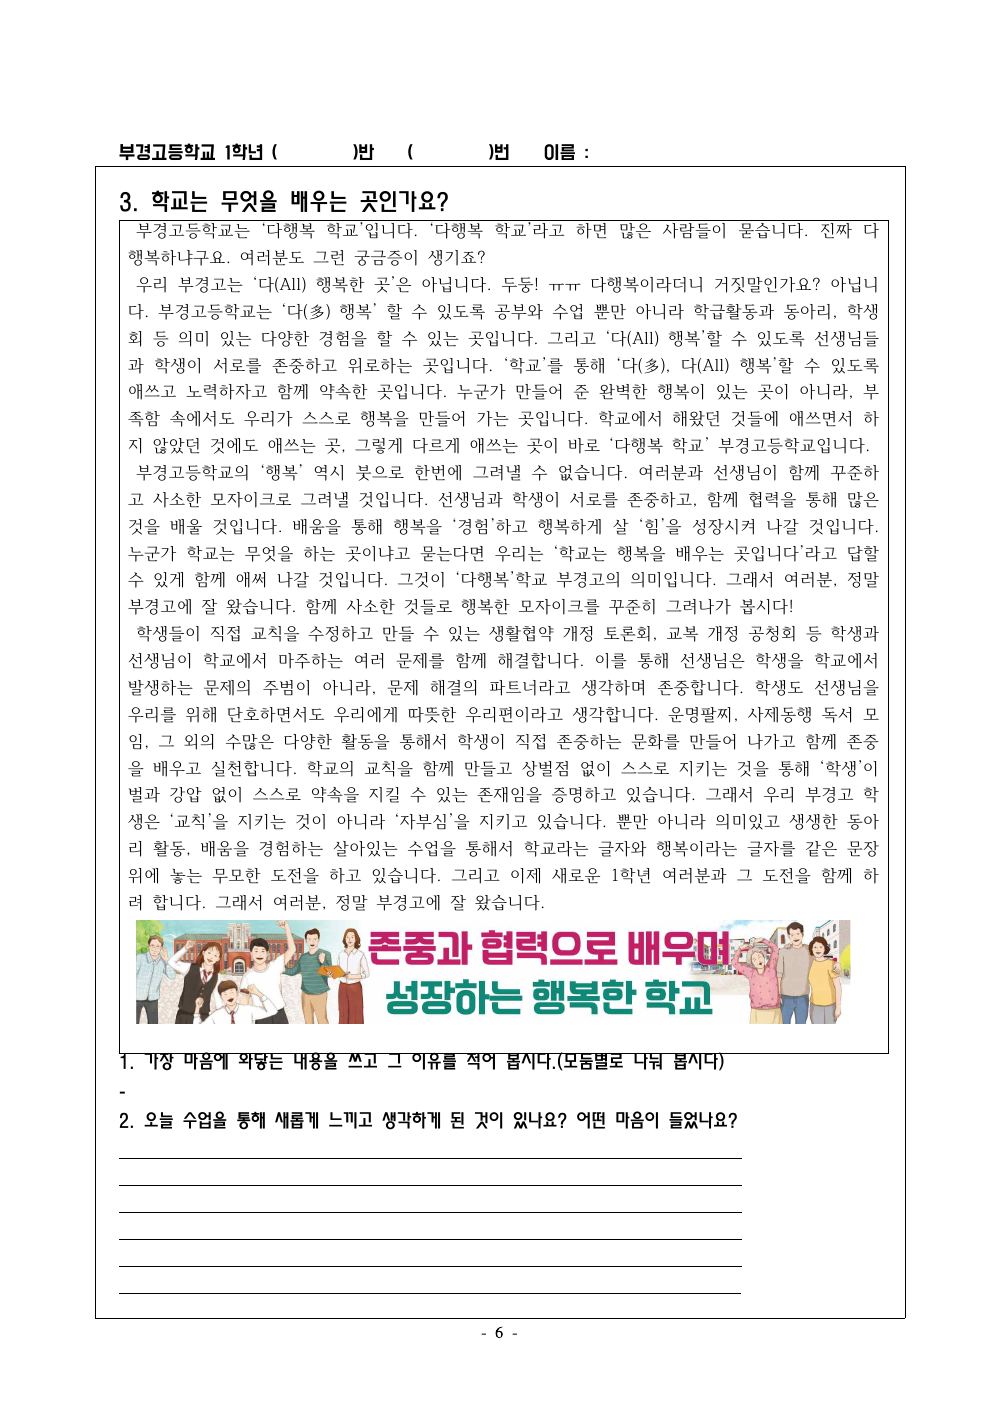 부경고등학교 1학년 (        )반   (        )번   이름 :
3. 학교는 무엇을 배우는 곳인가요?
부경고등학교는 ‘다행복 학교’입니다. ‘다행복 학교’라고 하면 많은 사람들이 묻습니다. 진짜 다
행복하냐구요. 여러분도 그런 궁금증이 생기죠?
우리 부경고는 ‘다(All) 행복한 곳’은 아닙니다. 두둥! ㅠㅠ 다행복이라더니 거짓말인가요? 아닙니
다. 부경고등학교는 ‘다(多) 행복’ 할 수 있도록 공부와 수업 뿐만 아니라 학급활동과 동아리, 학생
회 등 의미 있는 다양한 경험을 할 수 있는 곳입니다. 그리고 ‘다(All) 행복’할 수 있도록 선생님들
과 학생이 서로를 존중하고 위로하는 곳입니다. ‘학교’를 통해 ‘다(多), 다(All) 행복’할 수 있도록
애쓰고 노력하자고 함께 약속한 곳입니다. 누군가 만들어 준 완벽한 행복이 있는 곳이 아니라, 부
족함 속에서도 우리가 스스로 행복을 만들어 가는 곳입니다. 학교에서 해왔던 것들에 애쓰면서 하
지 않았던 것에도 애쓰는 곳, 그렇게 다르게 애쓰는 곳이 바로 ‘다행복 학교’ 부경고등학교입니다.
부경고등학교의 ‘행복’ 역시 붓으로 한번에 그려낼 수 없습니다. 여러분과 선생님이 함께 꾸준하
고 사소한 모자이크로 그려낼 것입니다. 선생님과 학생이 서로를 존중하고, 함께 협력을 통해 많은
것을 배울 것입니다. 배움을 통해 행복을 ‘경험’하고 행복하게 살 ‘힘’을 성장시켜 나갈 것입니다.
누군가 학교는 무엇을 하는 곳이냐고 묻는다면 우리는 ‘학교는 행복을 배우는 곳입니다’라고 답할
수 있게 함께 애써 나갈 것입니다. 그것이 ‘다행복’학교 부경고의 의미입니다. 그래서 여러분, 정말
부경고에 잘 왔습니다. 함께 사소한 것들로 행복한 모자이크를 꾸준히 그려나가 봅시다!
학생들이 직접 교칙을 수정하고 만들 수 있는 생활협약 개정 토론회, 교복 개정 공청회 등 학생과
선생님이 학교에서 마주하는 여러 문제를 함께 해결합니다. 이를 통해 선생님은 학생을 학교에서
발생하는 문제의 주범이 아니라, 문제 해결의 파트너라고 생각하며 존중합니다. 학생도 선생님을
우리를 위해 단호하면서도 우리에게 따뜻한 우리편이라고 생각합니다. 운명팔찌, 사제동행 독서 모
임, 그 외의 수많은 다양한 활동을 통해서 학생이 직접 존중하는 문화를 만들어 나가고 함께 존중
을 배우고 실천합니다. 학교의 교칙을 함께 만들고 상벌점 없이 스스로 지키는 것을 통해 ‘학생’이
벌과 강압 없이 스스로 약속을 지킬 수 있는 존재임을 증명하고 있습니다. 그래서 우리 부경고 학
생은 ‘교칙’을 지키는 것이 아니라 ‘자부심’을 지키고 있습니다. 뿐만 아니라 의미있고 생생한 동아
리 활동, 배움을 경험하는 살아있는 수업을 통해서 학교라는 글자와 행복이라는 글자를 같은 문장
위에 놓는 무모한 도전을 하고 있습니다. 그리고 이제 새로운 1학년 여러분과 그 도전을 함께 하
려 합니다. 그래서 여러분, 정말 부경고에 잘 왔습니다.
존중과 협력으로 배우며
성장하는 행복한 학교
1. 가장 마음에 와닿는 내용을 쓰고 그 이유를 적어 봅시다.(모둠별로 나눠 봅시다)
-
2. 오늘 수업을 통해 새롭게 느끼고 생각하게 된 것이 있나요? 어떤 마음이 들었나요?
- 6 -